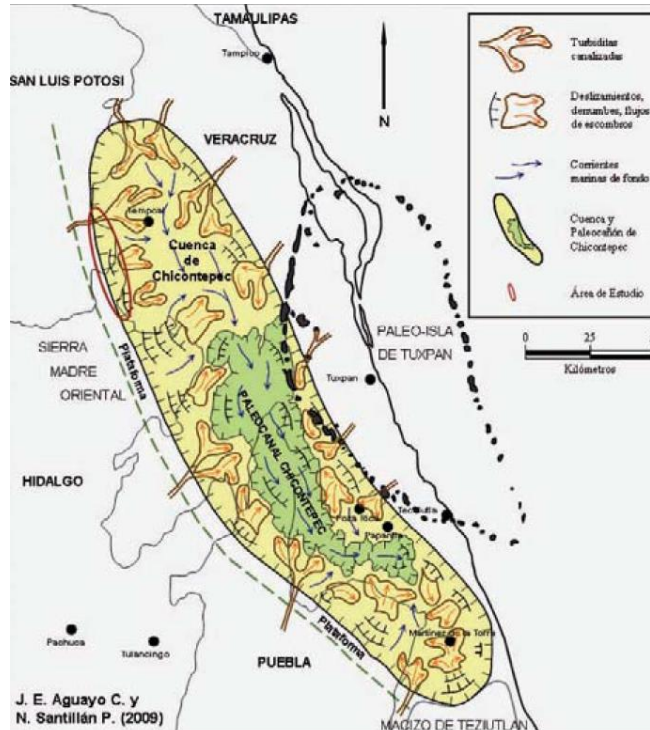 TAMAULIPAS
Tampico
SAN LUIS POTOSI
VERACRUZ
N
Tempoal
Cuenca
de
Chicontepec
SIERRA
MADRE
ORIENTAL
Plataforma
PALEO-ISLA
DE TUXPAN
Tuxpan
PALEOCANAL CHICONTEPEC
HIDALGO
Poza Rica
Tecolutla
Papantla
Pachuca
Tulancingo
Plataforma
Martinez de la Torre
PUEBLA
MACIZO DE TEZIUTLAN
J. E. Aguayo C. y
N. Santillán P. (2009)
Turbiditas
canalizadas
Deslizamientos,
derrumbes, flujos
de escombros
Corrientes
marinas de fondo
Cuenca y
Paleocañón de
Chicontepec
Área de Estudio
0 25
Kilómetros